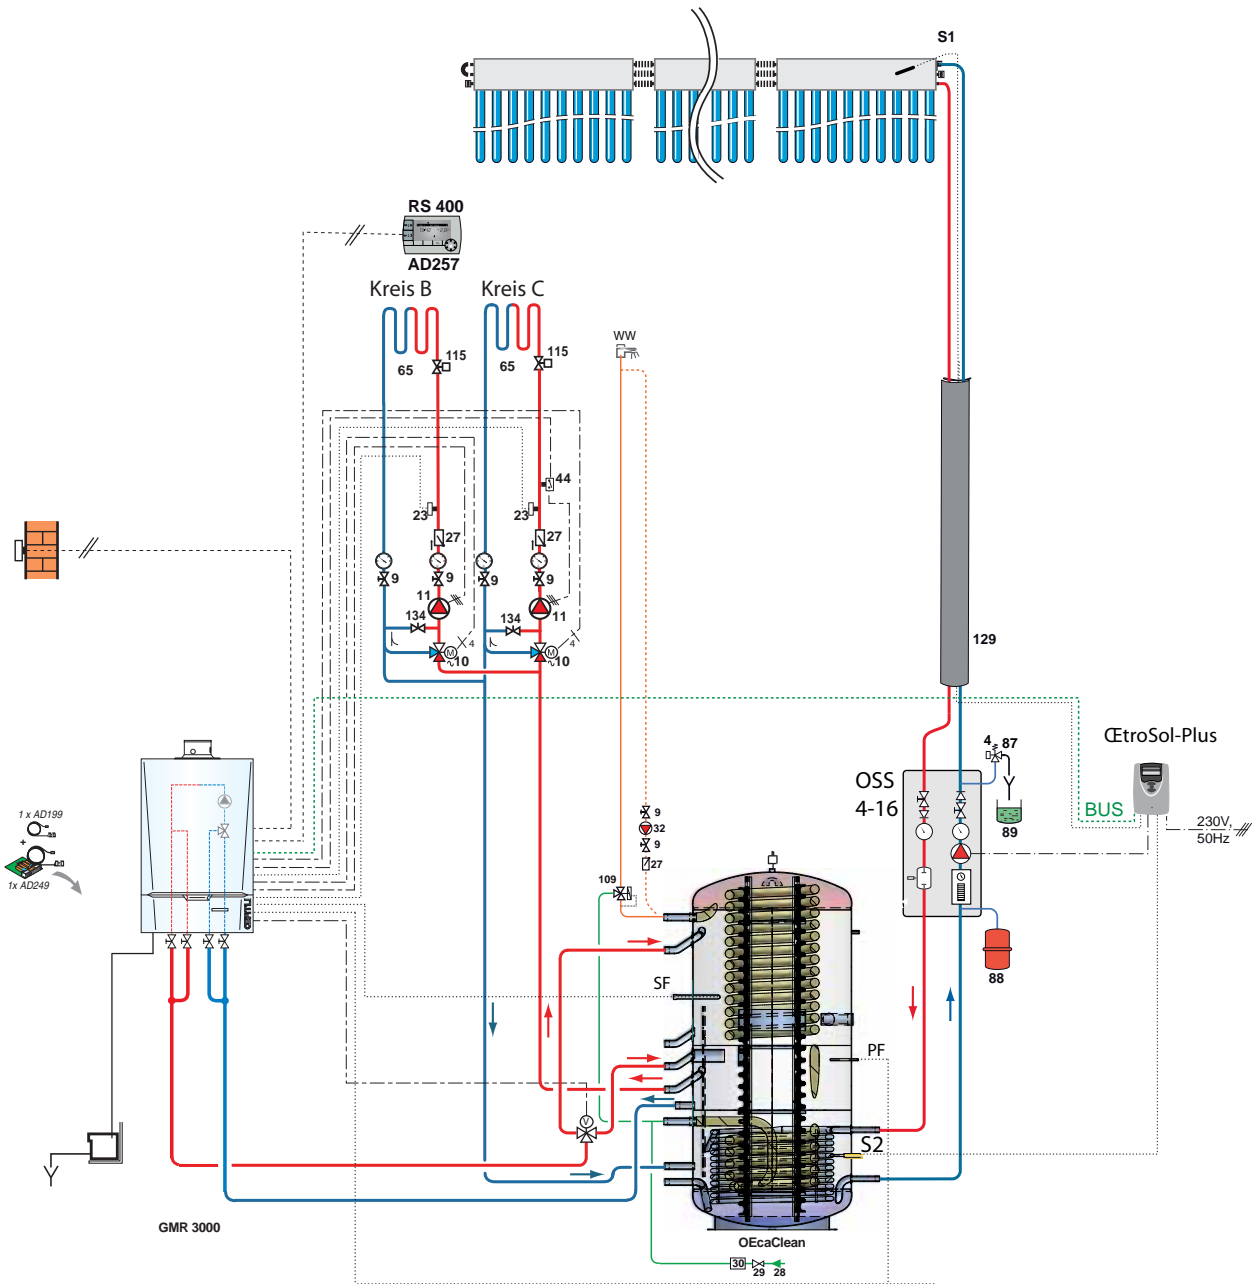 S1
RS 400
AD257
Kreis B
Kreis C
WW
115
115
65
65
44
23
23
27
27
9
9
9
9
11
11
134
134
M
4
M
4
10
10
129
4
87
ŒtroSol-Plus
OSS
4-16
BUS
230V,
50Hz
89
1 x AD199
+
1x AD249
9
32
9
27
109
88
SF
PF
V
S2
GMR 3000
OEcaClean
30
29
28